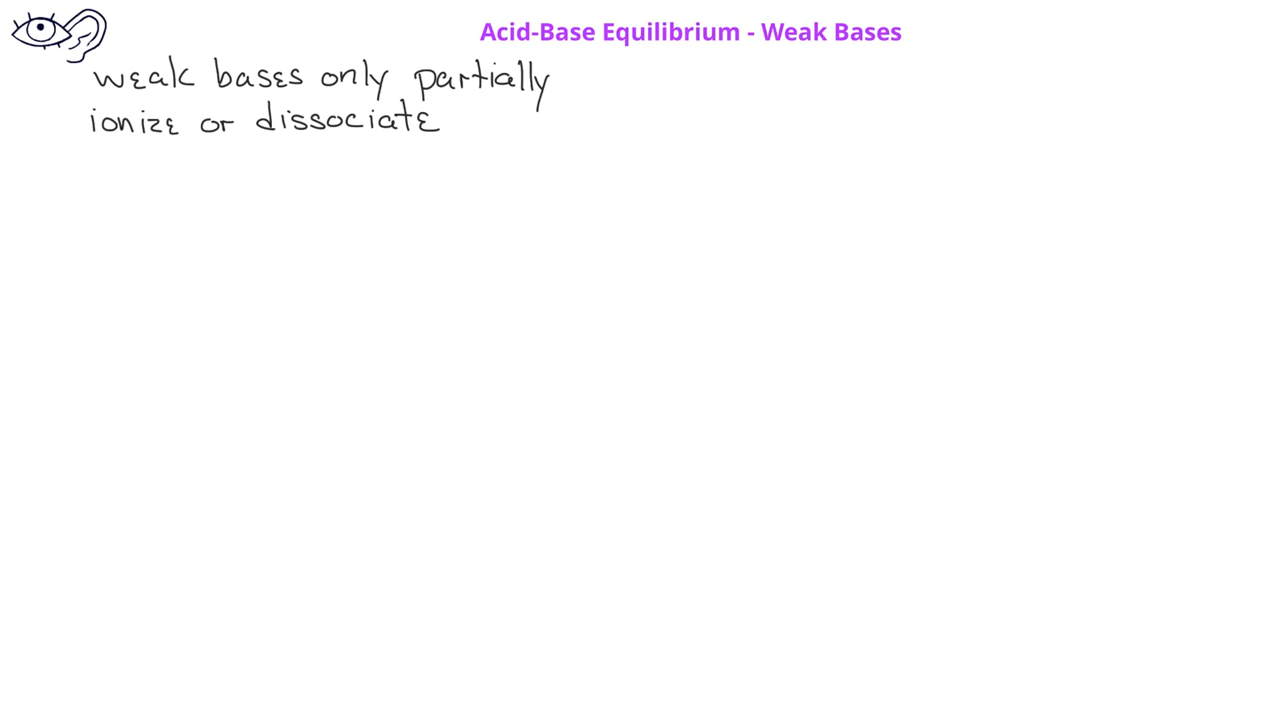 Acid-Base Equilibrium - Weak Bases
weak bases only partially
ionize or dissociate